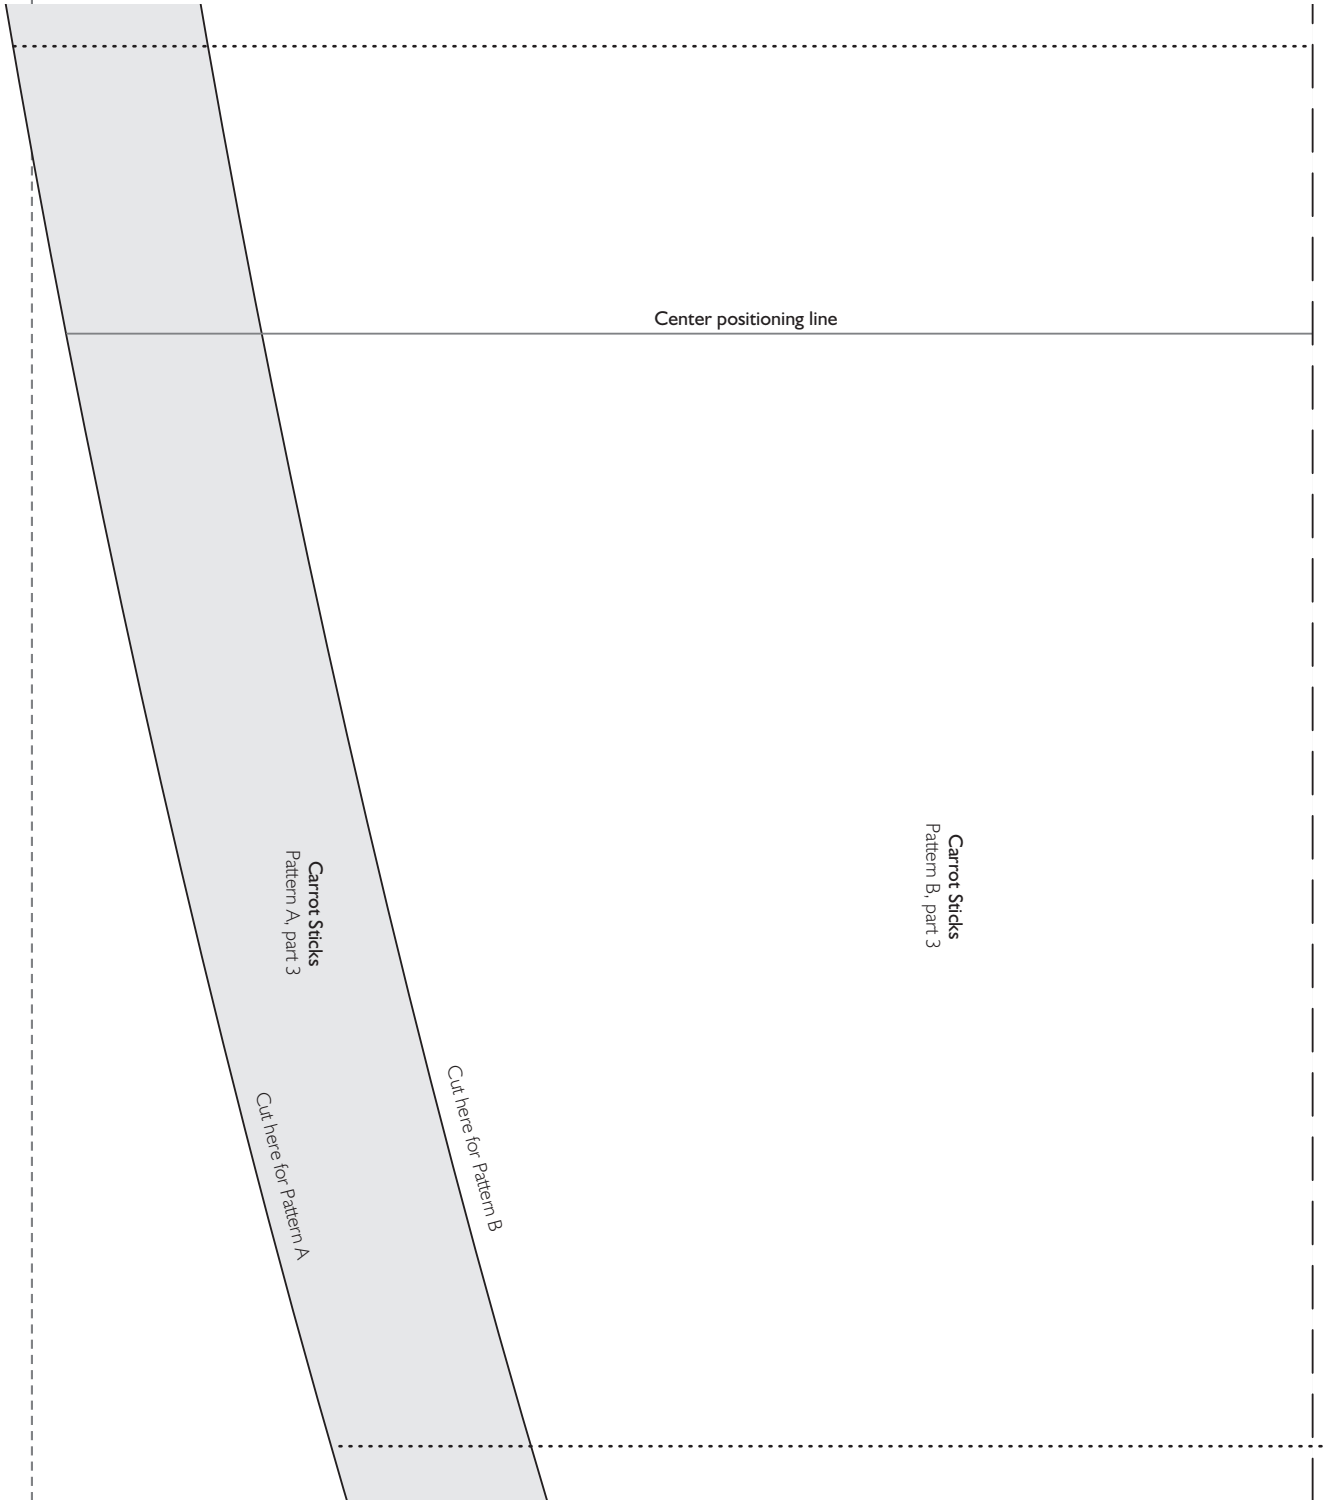 Center positioning line
Carrot Sticks
Pattern B, part 3
Carrot Sticks
Pattern A, part 3
Cut here for Pattern B
Cut here for Pattern A